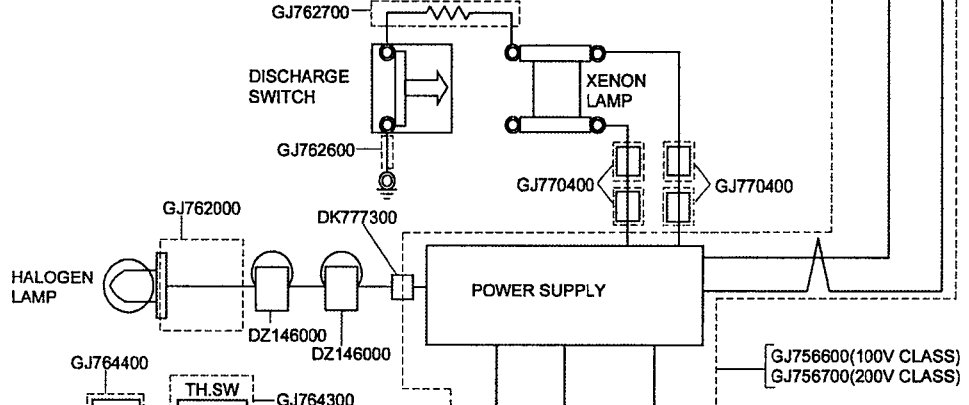 GJ762700
DISCHARGE
SWITCH
XENON
LAMP
GJ762600
GJ770400
GJ770400
GJ762000
DK777300
HALOGEN
LAMP
POWER SUPPLY
DZ146000
DZ146000
GJ756600(100V CLASS)
GJ756700(200V CLASS)
GJ764400
TH.SW
GJ764300